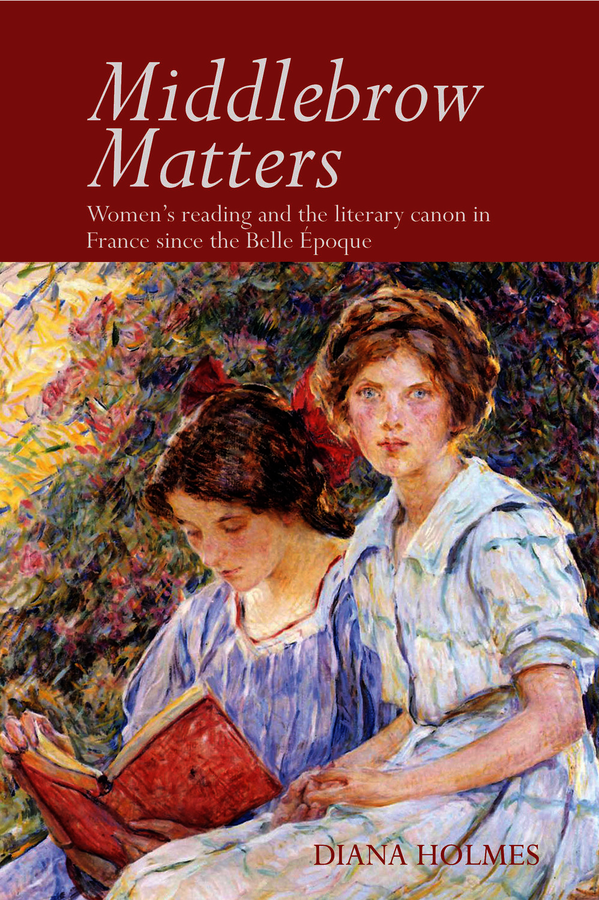 Middlebrow
Matters
Women’s reading and the literary canon in
France since the Belle Époque
DIANA HOLMES